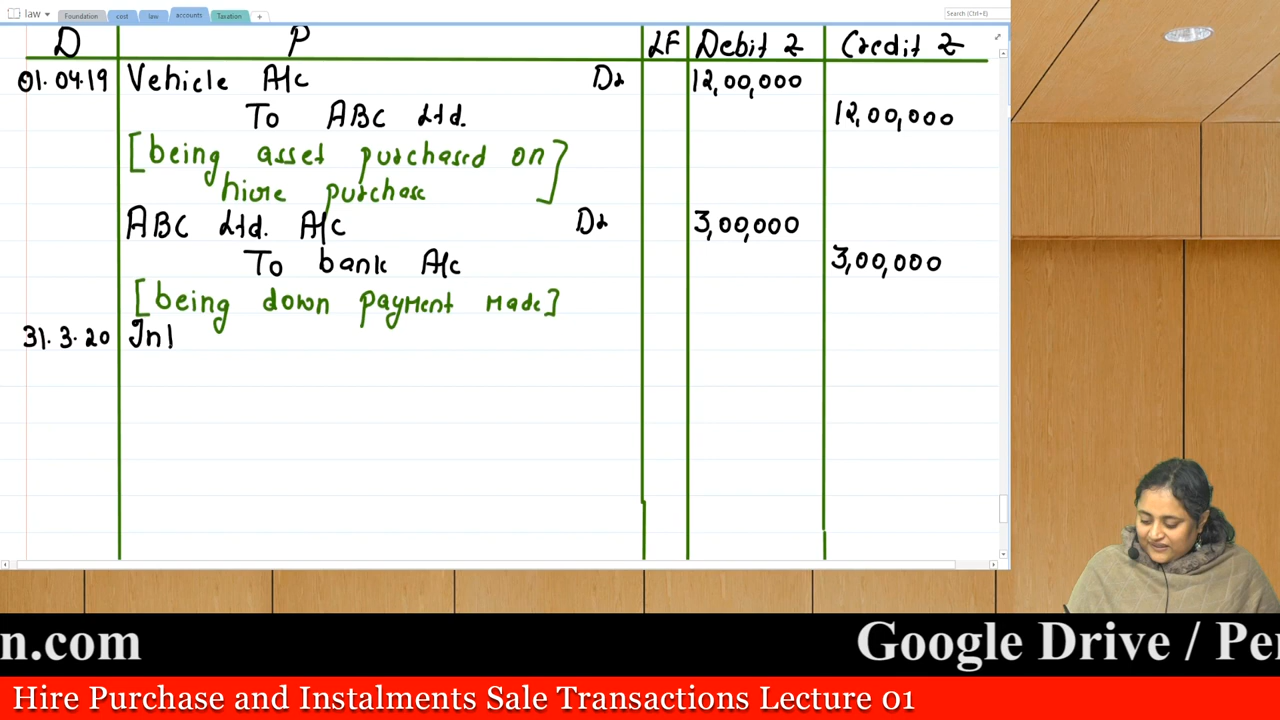 law
Foundation cost law accounts Taxation +
Search (Ctrl+E)
D P LF Debit ₹ Credit ₹
01.04.19 Vehicle A/c Dr 12,00,000
To ABC Ltd. 12,00,000
[being asset purchased on
hire purchase]
ABC Ltd. A/c Dr 3,00,000
To bank A/c 3,00,000
[being down payment made]
31.3.20 Int
n.com Google Drive / Pe
Hire Purchase and Instalments Sale Transactions Lecture 01